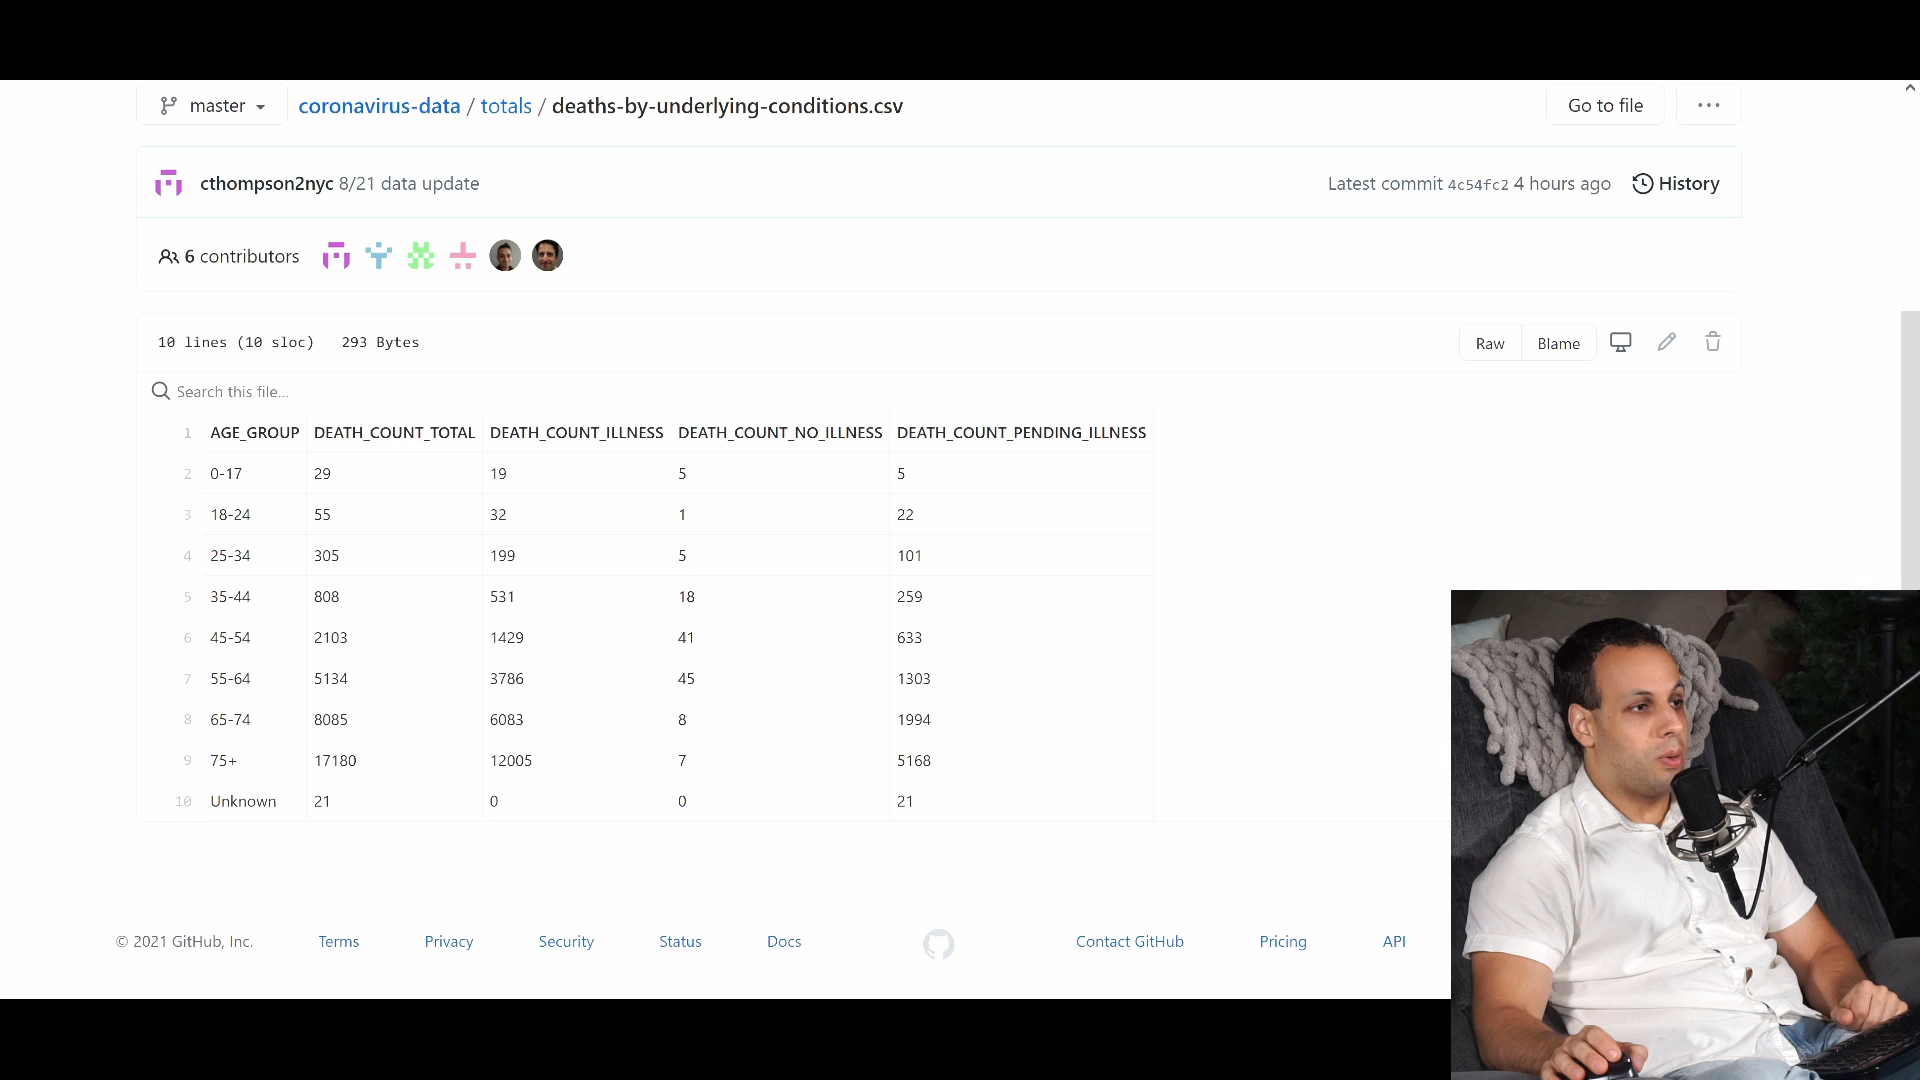 master
coronavirus-data / totals / deaths-by-underlying-conditions.csv
Go to file
...
cthompson2nyc 8/21 data update
Latest commit 4c54fc2 4 hours ago
History
6 contributors
10 lines (10 sloc) 293 Bytes
Raw
Blame
Search this file...
1 AGE_GROUP DEATH_COUNT_TOTAL DEATH_COUNT_ILLNESS DEATH_COUNT_NO_ILLNESS DEATH_COUNT_PENDING_ILLNESS
2 0-17 29 19 5 5
3 18-24 55 32 1 22
4 25-34 305 199 5 101
5 35-44 808 531 18 259
6 45-54 2103 1429 41 633
7 55-64 5134 3786 45 1303
8 65-74 8085 6083 8 1994
9 75+ 17180 12005 7 5168
10 Unknown 21 0 0 21
© 2021 GitHub, Inc. Terms Privacy Security Status Docs Contact GitHub Pricing API